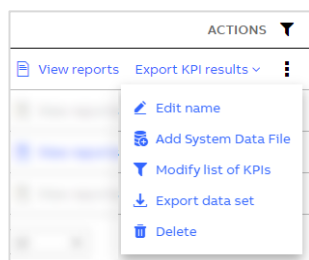 ACTIONS
View reports Export KPI results
Edit name
Add System Data File
Modify list of KPIs
Export data set
Delete